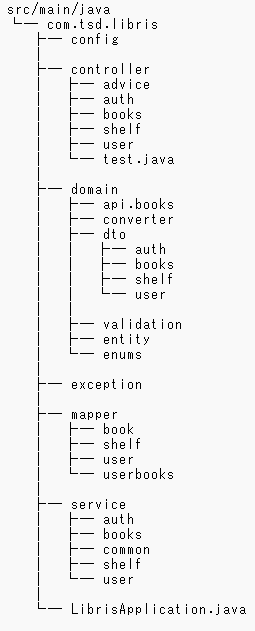 src/main/java
└── com.tsd.libris
    ├── config
    │
    ├── controller
    │   ├── advice
    │   ├── auth
    │   ├── books
    │   ├── shelf
    │   ├── user
    │   └── test.java
    │
    ├── domain
    │   ├── api.books
    │   ├── converter
    │   ├── dto
    │   │   ├── auth
    │   │   ├── books
    │   │   ├── shelf
    │   │   └── user
    │   │
    │   ├── validation
    │   ├── entity
    │   └── enums
    │
    ├── exception
    │
    ├── mapper
    │   ├── book
    │   ├── shelf
    │   ├── user
    │   └── userbooks
    │
    ├── service
    │   ├── auth
    │   ├── books
    │   ├── common
    │   ├── shelf
    │   └── user
    │
    └── LibrisApplication.java